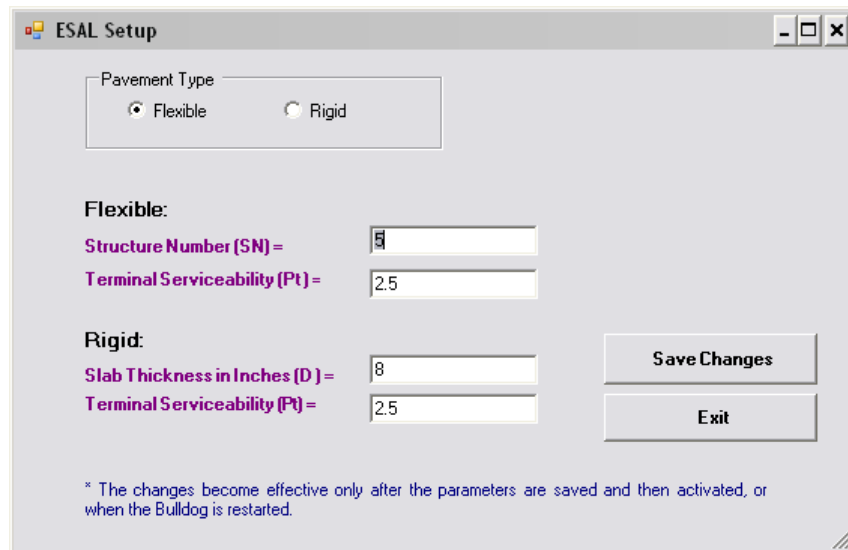 ESAL Setup
Pavement Type
Flexible
Rigid
Flexible:
Structure Number (SN) =
5
Terminal Serviceability (Pt) =
2.5
Rigid:
Slab Thickness in Inches (D ) =
8
Terminal Serviceability (Pt) =
2.5
Save Changes
Exit
* The changes become effective only after the parameters are saved and then activated, or
when the Bulldog is restarted.